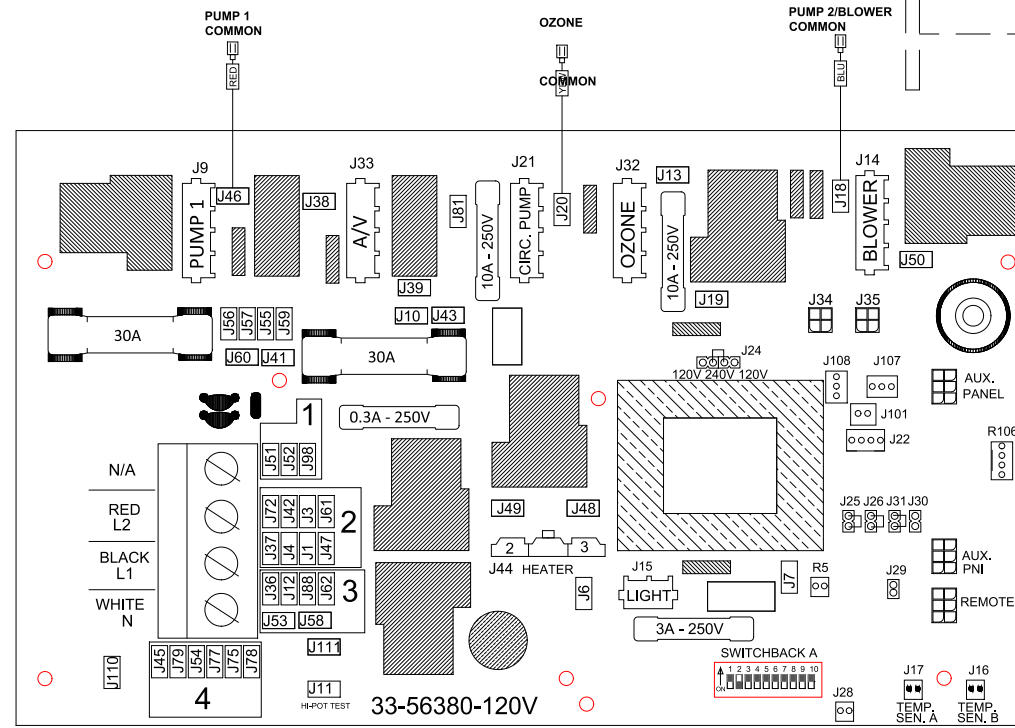 PUMP 1
COMMON
OZONE
COMMON
PUMP 2/BLOWER
COMMON
RED
BLU
J9
J33
J21
J32
J14
J46
J38
J81
J20
J13
J18
J50
PUMP 1
A/V
CIRC. PUMP
OZONE
BLOWER
10A - 250V
10A - 250V
J39
J19
J34
J35
J10
J43
J56
J57
J55
J59
30A
30A
J60
J41
J24
120V 240V 120V
J108
J107
AUX.
PANEL
J101
J22
R106
0.3A - 250V
1
J51
J52
J98
N/A
RED
L2
BLACK
L1
WHITE
N
J72
J42
J3
J61
2
J37
J4
J1
J47
J36
J12
J88
J62
3
J53
J58
J49
J48
2
3
J44
HEATER
J6
J15
LIGHT
J7
R5
3A - 250V
J25
J26
J31
J30
J29
AUX.
PNI
REMOTE
J110
J45
J79
J54
J77
J75
J78
4
J111
J11
HI-POT TEST
33-56380-120V
SWITCHBACK A
1 2 3 4 5 6 7 8 9 10
ON
J28
J17
TEMP.
SEN. A
J16
TEMP.
SEN. B